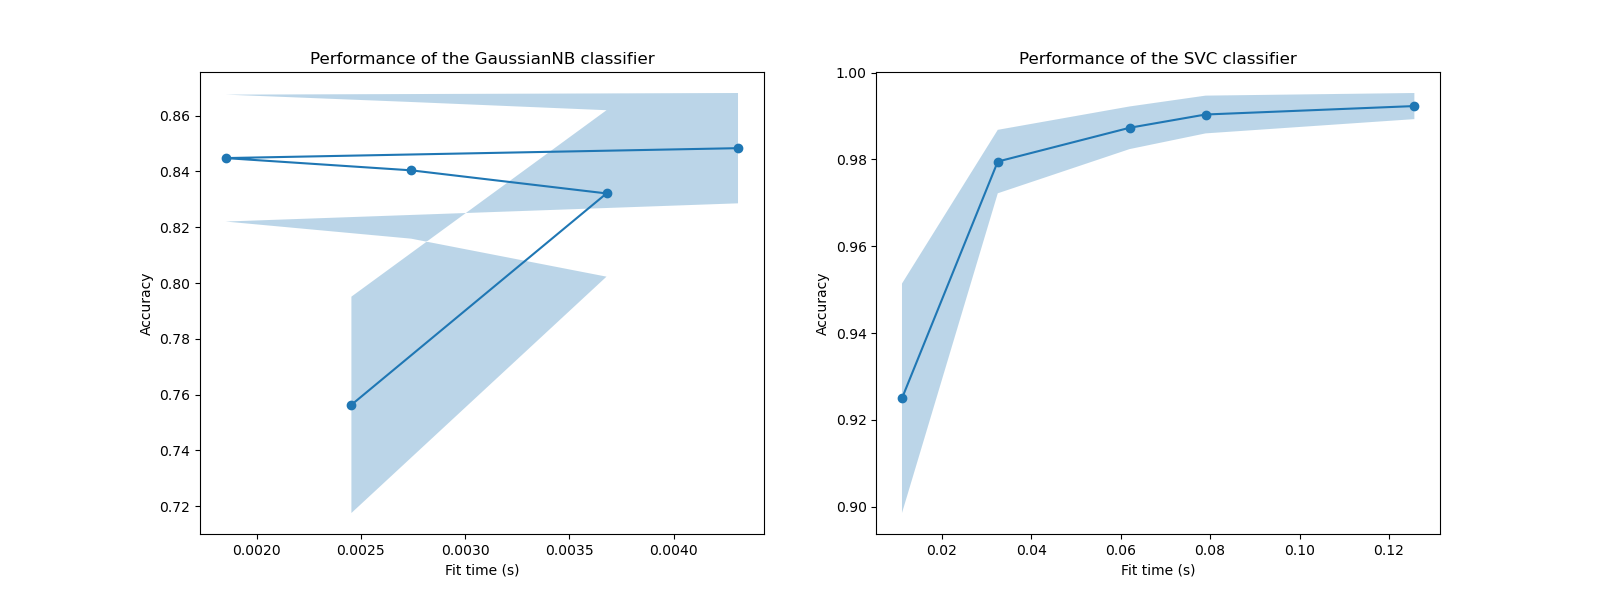 Performance of the GaussianNB classifier
0.86
0.84
0.82
0.80
0.78
0.76
0.74
0.72
Accuracy
0.0020 0.0025 0.0030 0.0035 0.0040
Fit time (s)
Performance of the SVC classifier
1.00
0.98
0.96
0.94
0.92
0.90
Accuracy
0.02 0.04 0.06 0.08 0.10 0.12
Fit time (s)